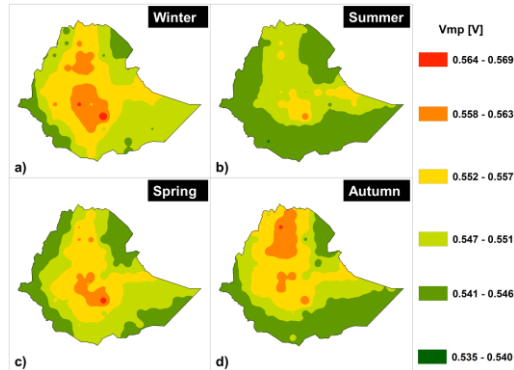 Winter
Summer
Vmp [V]
0.564 - 0.569
0.558 - 0.563
0.552 - 0.557
a)
b)
Spring
Autumn
0.547 - 0.551
0.541 - 0.546
0.535 - 0.540
c)
d)